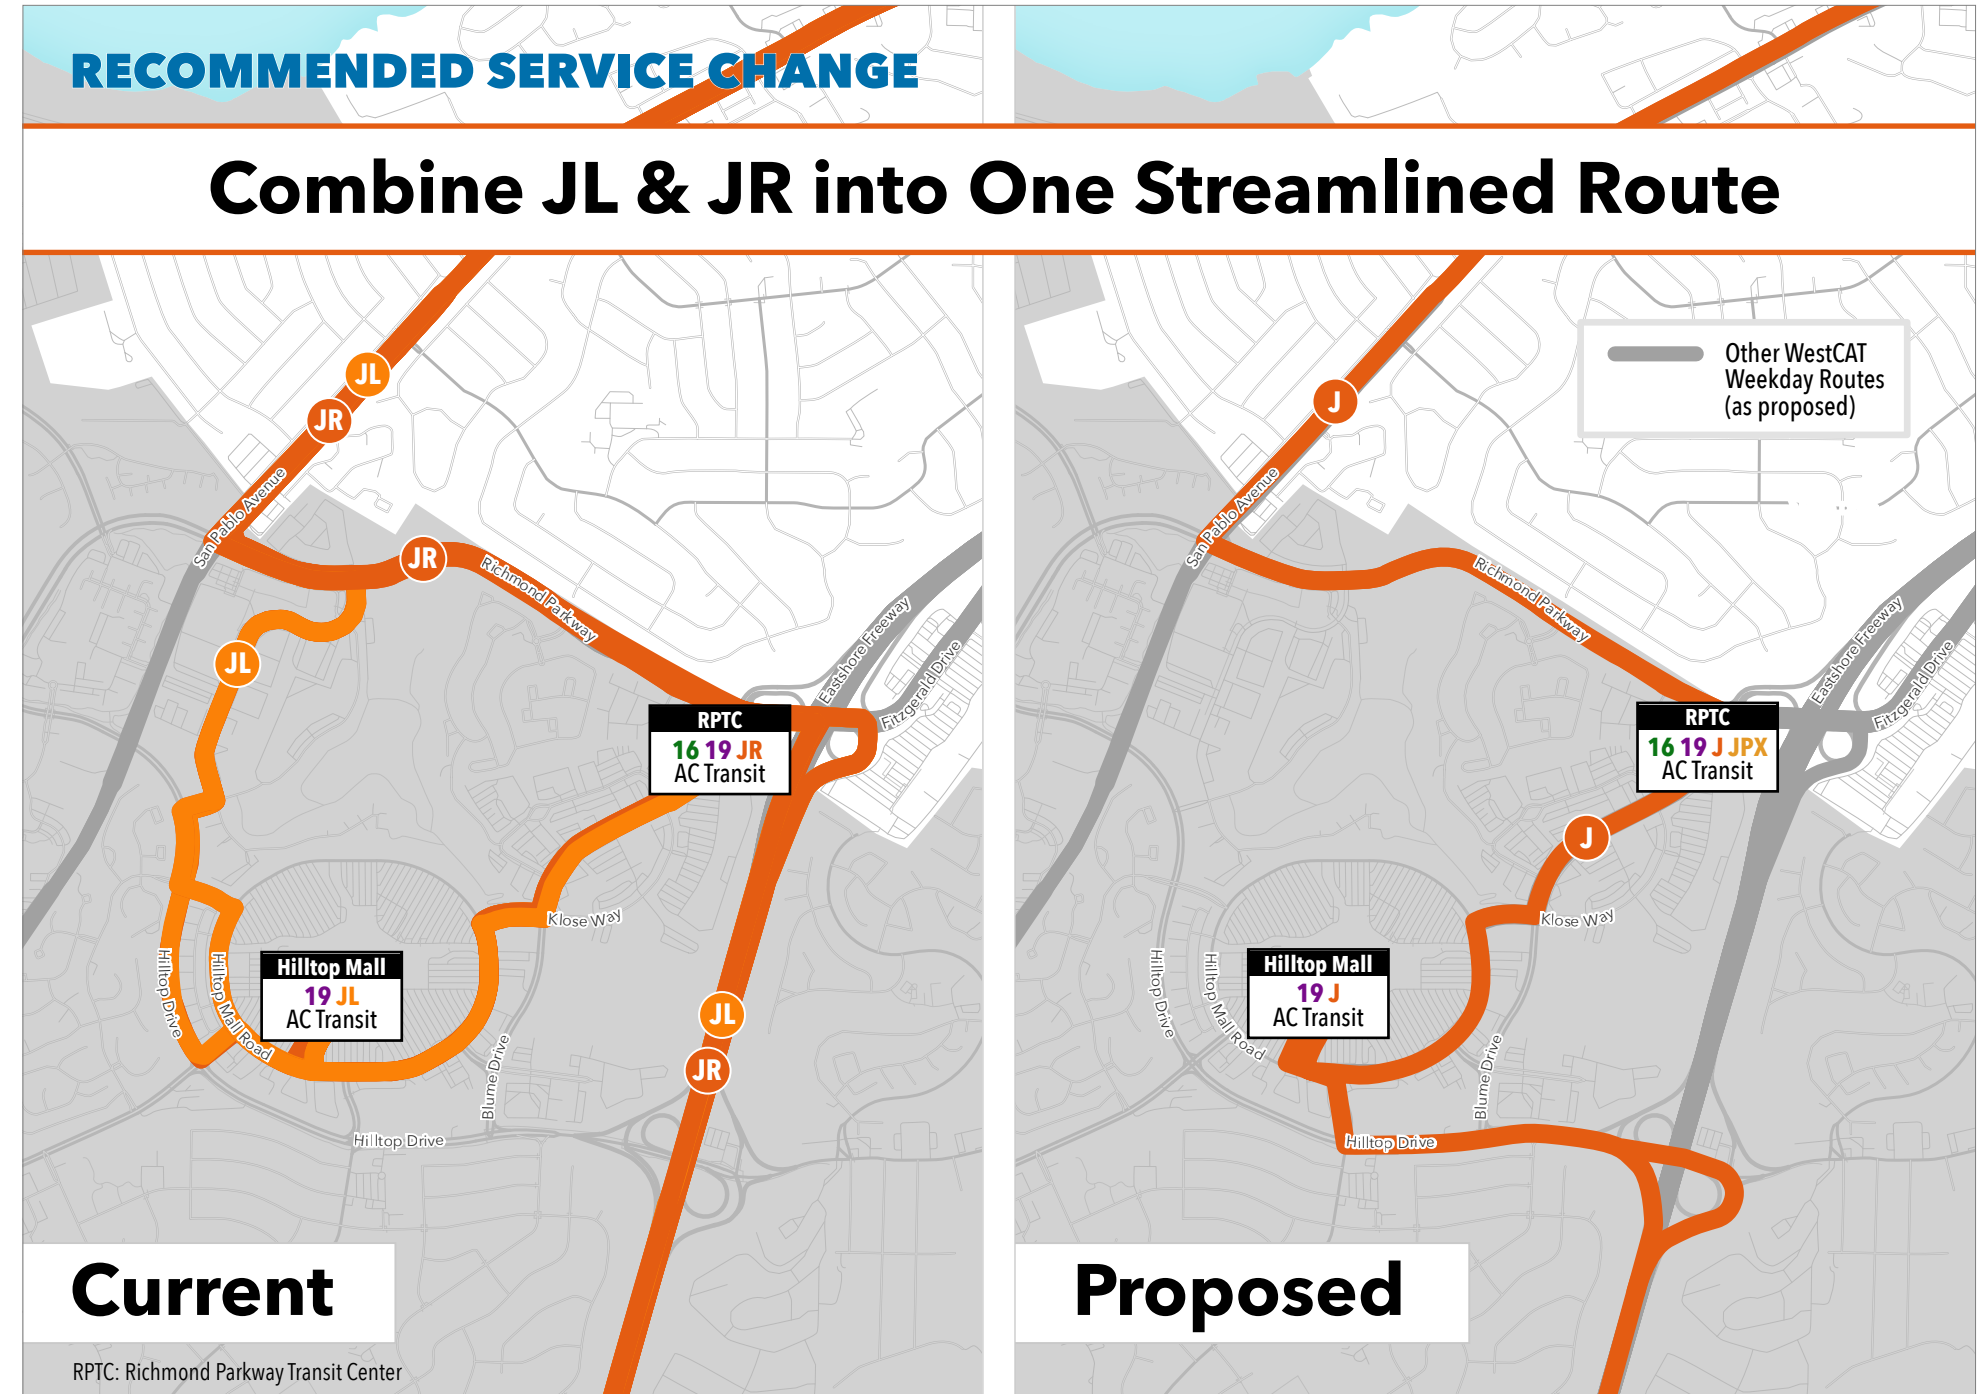 RECOMMENDED SERVICE CHANGE
Combine JL & JR into One Streamlined Route
JL
JR
San Pablo Avenue
JR
Richmond Parkway
JL
Eastshore Freeway
Fitzgerald Drive
RPTC
16 19 JR
AC Transit
Klose Way
Hilltop Drive
Hilltop Mall Road
Hilltop Mall
19 JL
AC Transit
JL
JR
Blume Drive
Hilltop Drive
Current
RPTC: Richmond Parkway Transit Center
Other WestCAT
Weekday Routes
(as proposed)
J
San Pablo Avenue
Richmond Parkway
Eastshore Freeway
Fitzgerald Drive
RPTC
16 19 J JPX
AC Transit
J
Klose Way
Hilltop Drive
Hilltop Mall Road
Hilltop Mall
19 J
AC Transit
Blume Drive
Hilltop Drive
Proposed